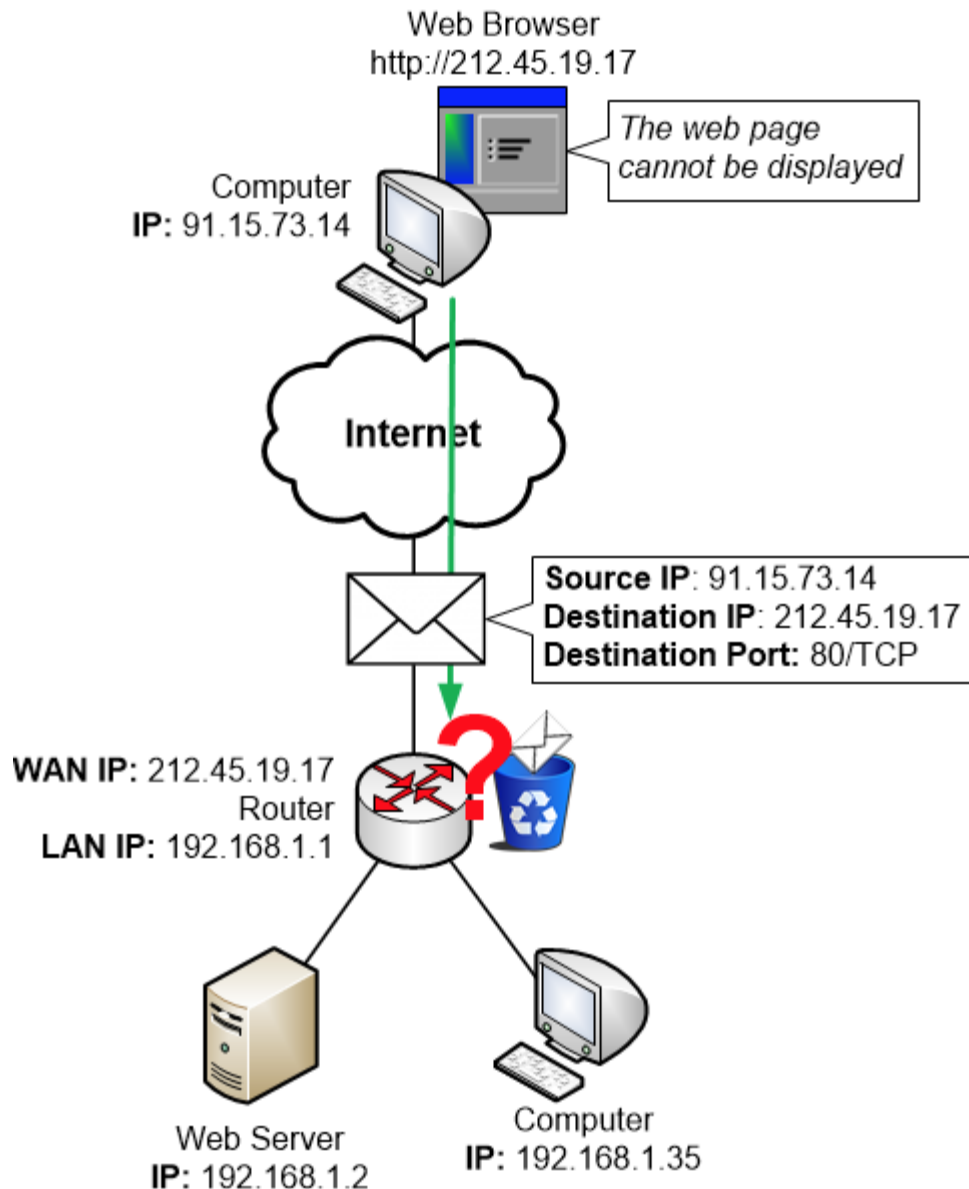 Web Browser
http://212.45.19.17
The web page
cannot be displayed
Computer
IP: 91.15.73.14
Internet
Source IP: 91.15.73.14
Destination IP: 212.45.19.17
Destination Port: 80/TCP
?
WAN IP: 212.45.19.17
Router
LAN IP: 192.168.1.1
Web Server
IP: 192.168.1.2
Computer
IP: 192.168.1.35